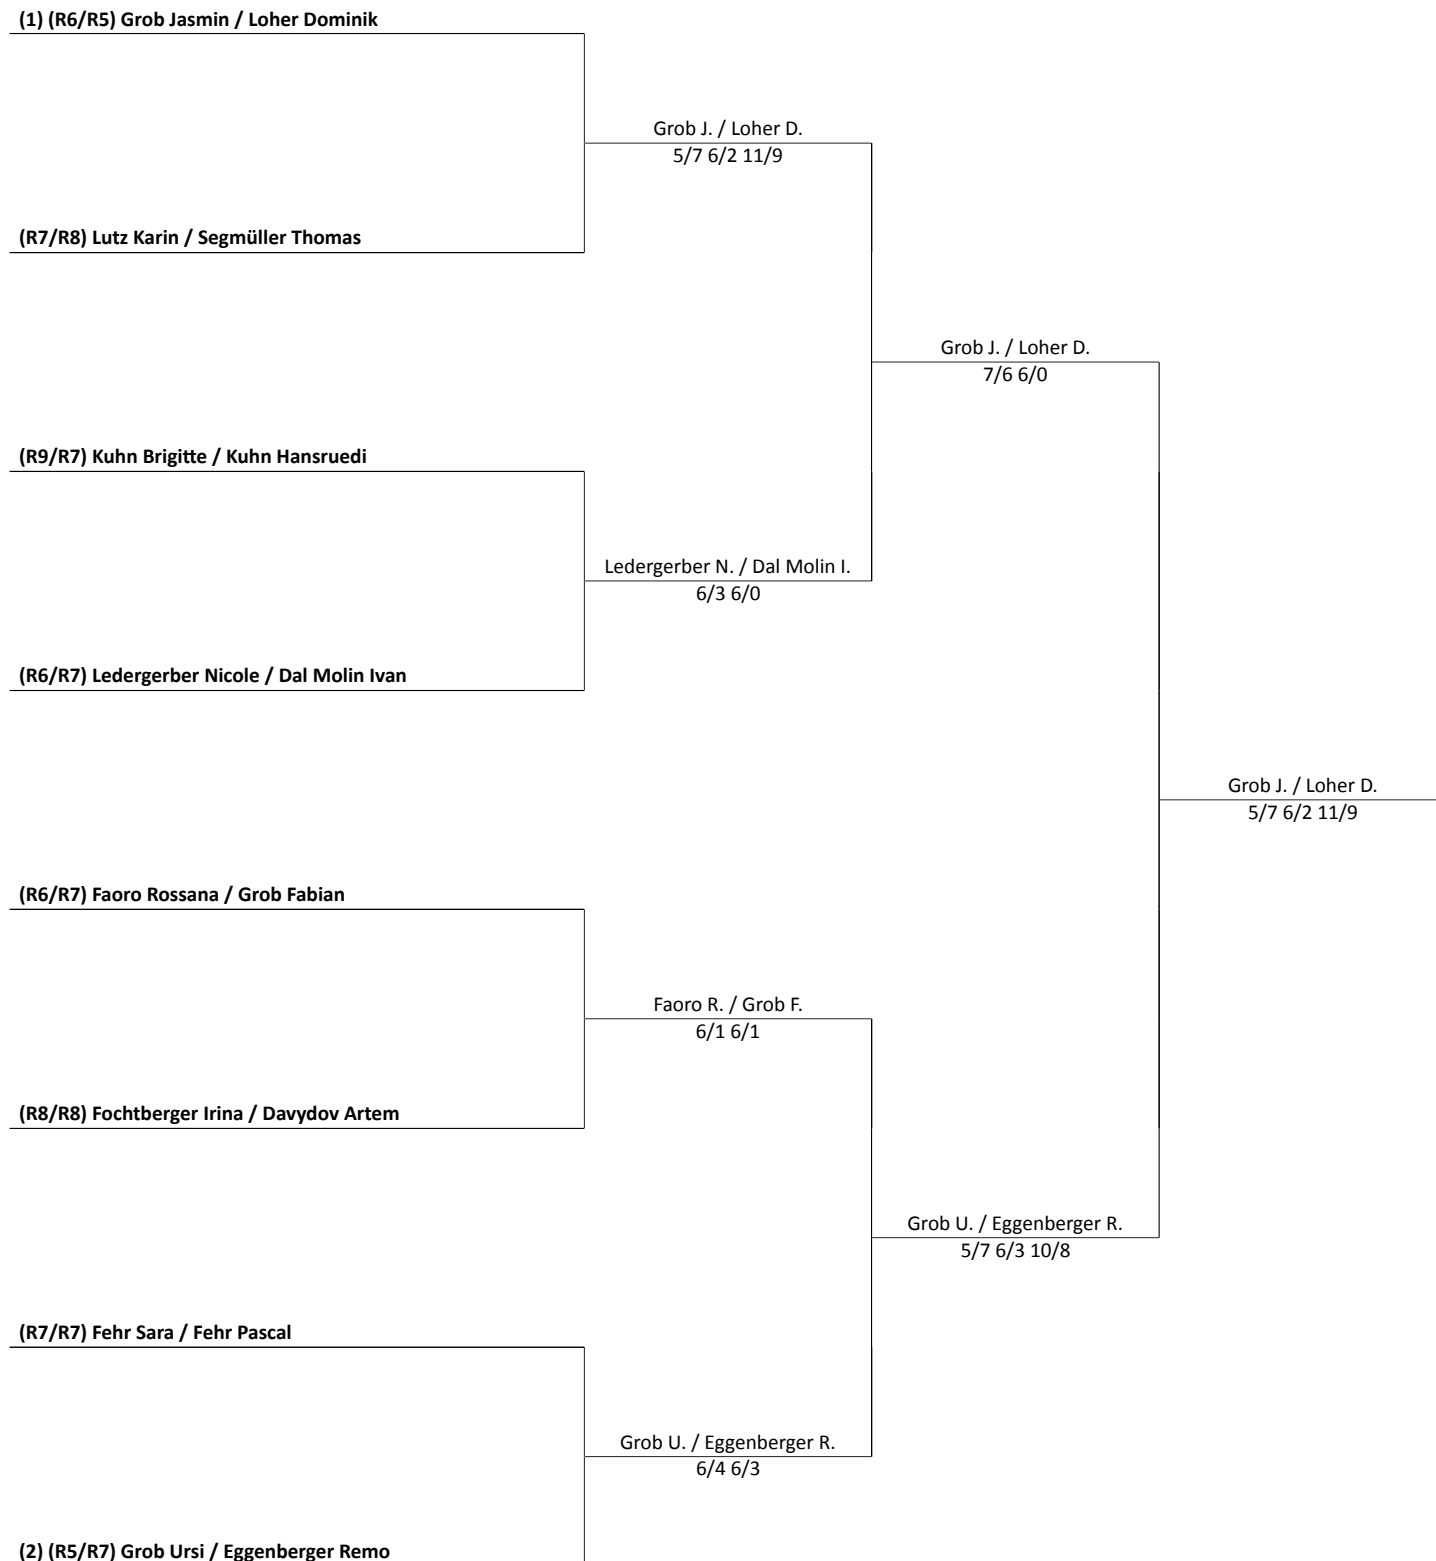 (1) (R6/R5) Grob Jasmin / Loher Dominik
Grob J. / Loher D.
5/7 6/2 11/9
(R7/R8) Lutz Karin / Segmüller Thomas
Grob J. / Loher D.
7/6 6/0
(R9/R7) Kuhn Brigitte / Kuhn Hansruedi
Ledergerber N. / Dal Molin I.
6/3 6/0
(R6/R7) Ledergerber Nicole / Dal Molin Ivan
Grob J. / Loher D.
5/7 6/2 11/9
(R6/R7) Faoro Rossana / Grob Fabian
Faoro R. / Grob F.
6/1 6/1
(R8/R8) Fochtberger Irina / Davydov Artem
Grob U. / Eggenberger R.
5/7 6/3 10/8
(R7/R7) Fehr Sara / Fehr Pascal
Grob U. / Eggenberger R.
6/4 6/3
(2) (R5/R7) Grob Ursi / Eggenberger Remo